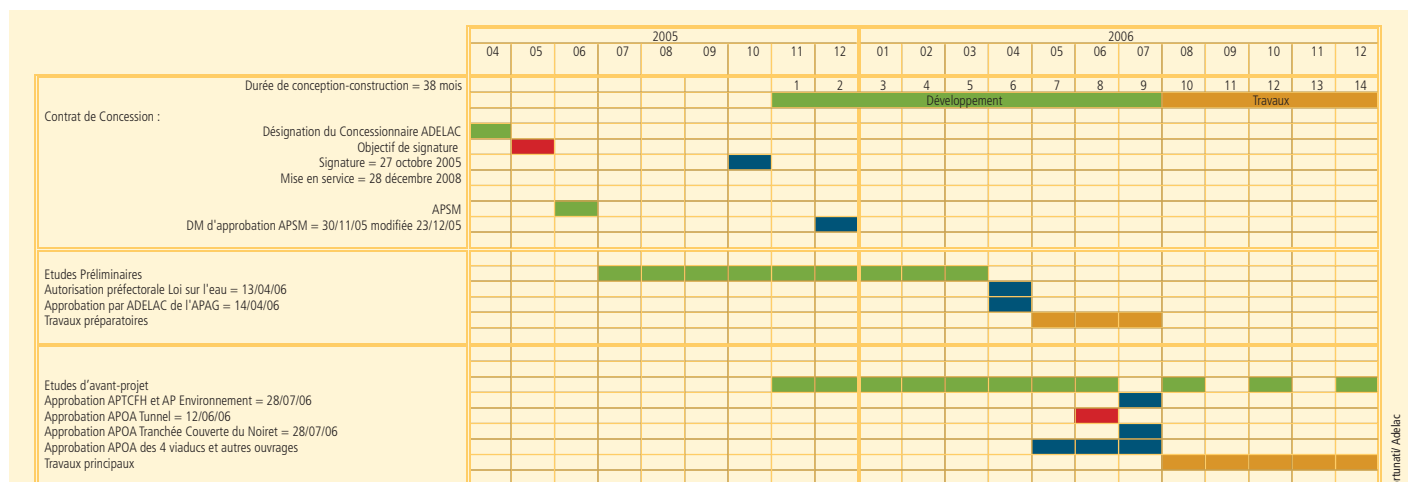 2005 2006
04 05 06 07 08 09 10 11 12 01 02 03 04 05 06 07 08 09 10 11 12
Durée de conception-construction = 38 mois 1 2 3 4 5 6 7 8 9 10 11 12 13 14
Développement Travaux
Contrat de Concession :
Désignation du Concessionnaire ADELAC
Objectif de signature
Signature = 27 octobre 2005
Mise en service = 28 décembre 2008
APSM
DM d'approbation APSM = 30/11/05 modifiée 23/12/05
Etudes Préliminaires
Autorisation préfectorale Loi sur l'eau = 13/04/06
Approbation par ADELAC de l'APAG = 14/04/06
Travaux préparatoires
Etudes d'avant-projet
Approbation APTCFH et AP Environnement = 28/07/06
Approbation APOA Tunnel = 12/06/06
Approbation APOA Tranchée Couverte du Noiret = 28/07/06
Approbation APOA des 4 viaducs et autres ouvrages
Travaux principaux
/ Adelac